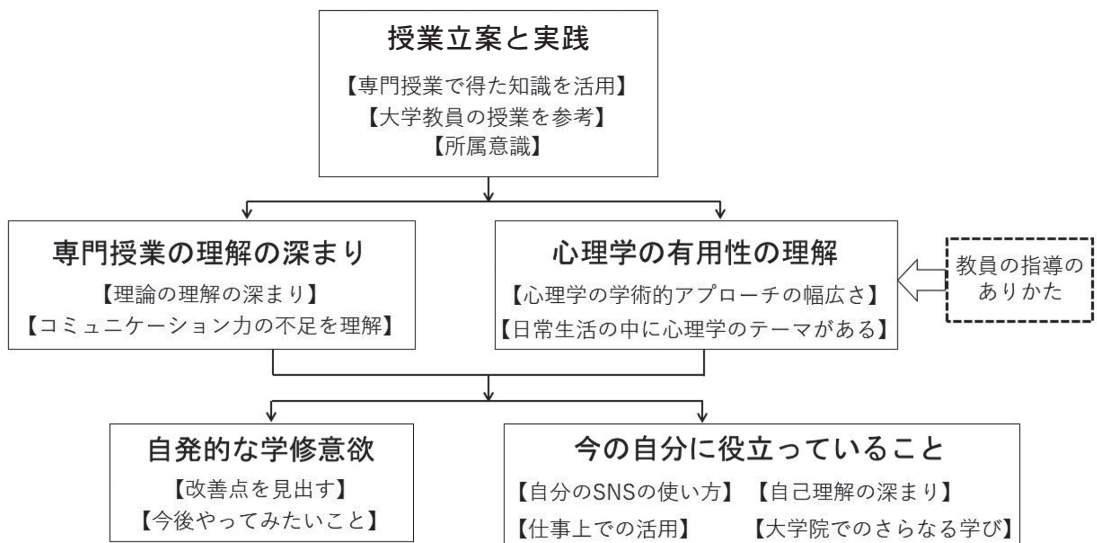 授業立案と実践
【専門授業で得た知識を活用】
【大学教員の授業を参考】
【所属意識】
専門授業の理解の深まり
【理論の理解の深まり】
【コミュニケーション力の不足を理解】
心理学の有用性の理解
【心理学の学術的アプローチの幅広さ】
【日常生活の中に心理学のテーマがある】
教員の指導の
ありかた
自発的な学修意欲
【改善点を見出す】
【今後やってみたいこと】
今の自分に役立っていること
【自分のSNSの使い方】 【自己理解の深まり】
【仕事上での活用】 【大学院でのさらなる学び】